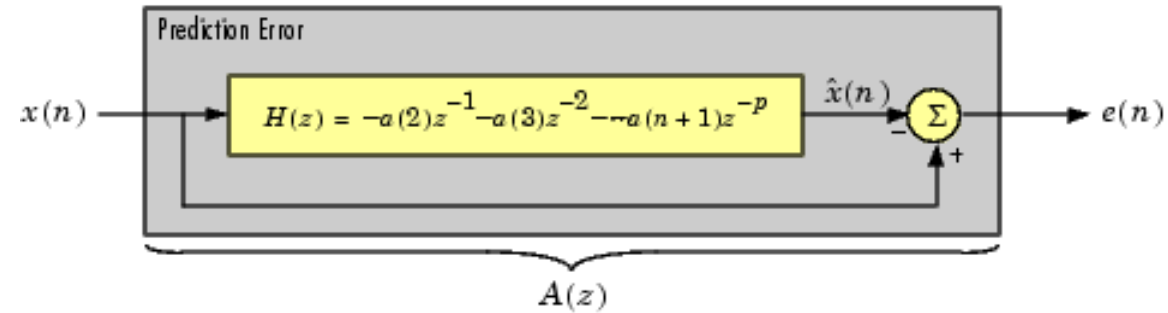 Prediction Error
x(n)
H(z) = -a(2)z^-1-a(3)z^-2-~a(n + 1)z^-p
x̂(n)
-
Σ
+
e(n)
A(z)